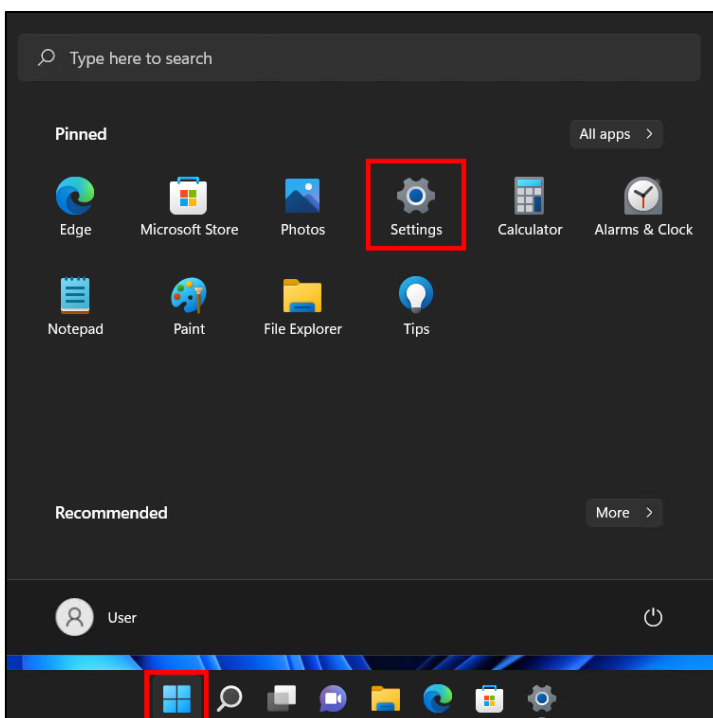 Type here to search
Pinned
All apps >
Edge
Microsoft Store
Photos
Settings
Calculator
Alarms & Clock
Notepad
Paint
File Explorer
Tips
Recommended
More >
User